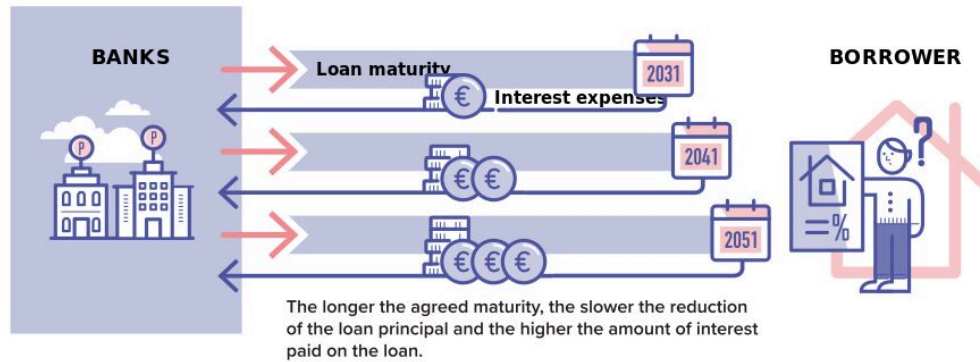 BANKS
BORROWER
P
P
Loan maturity
2031
€
Interest expenses
2041
€ €
2051
€ € €
=%
?
The longer the agreed maturity, the slower the reduction
of the loan principal and the higher the amount of interest
paid on the loan.